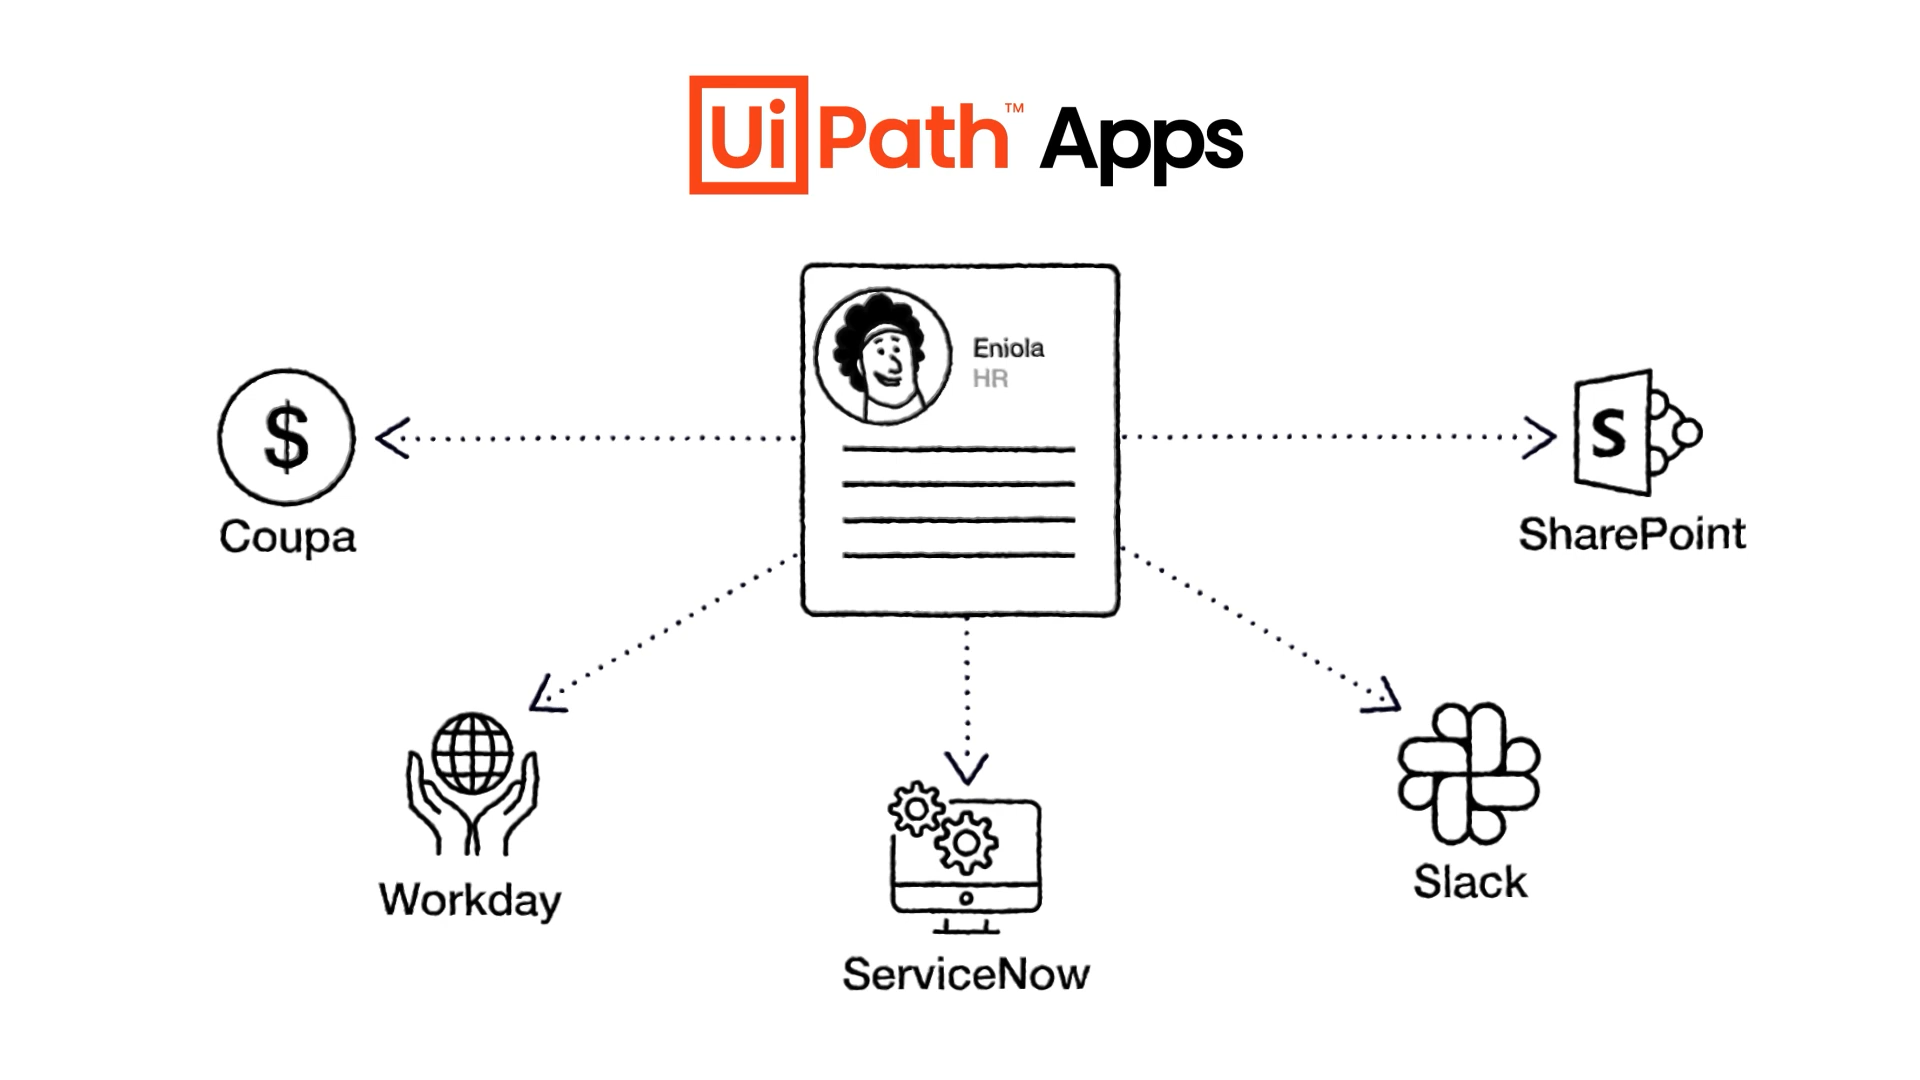 UiPath™ Apps
Eniola
HR
$
Coupa
S
SharePoint
Workday
Slack
ServiceNow